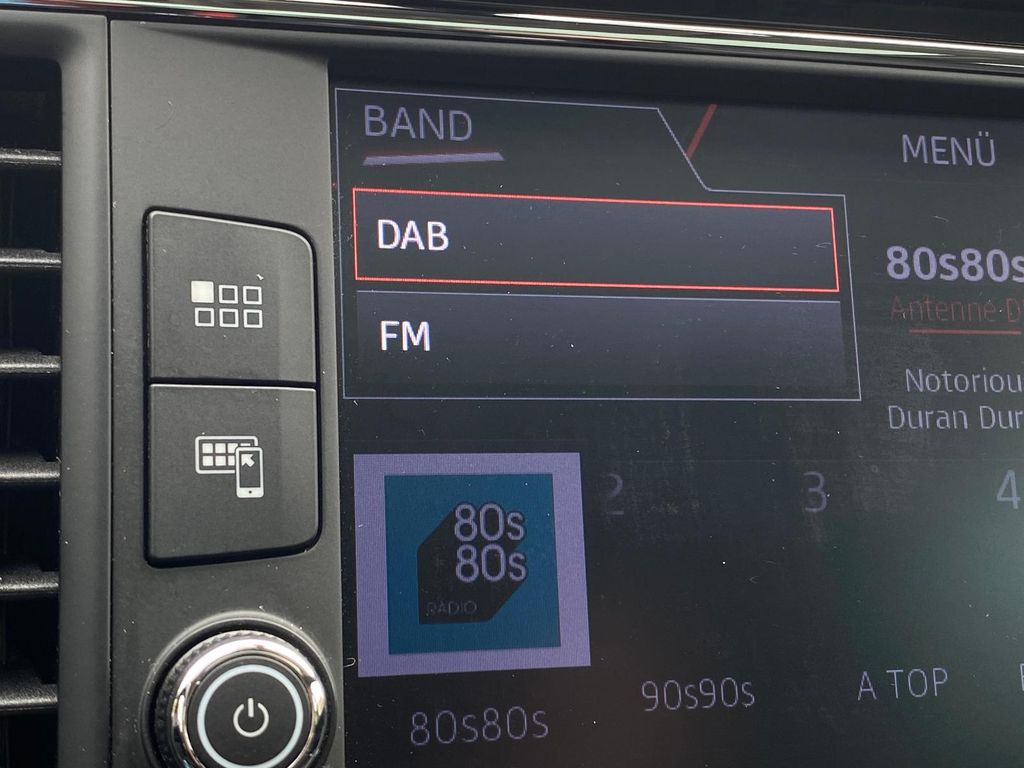 BAND
MENÜ
DAB
FM
80s80s
Notoriou
Duran Dur
80s
80s
RADIO
2
3
4
80s80s
90s90s
A TOP